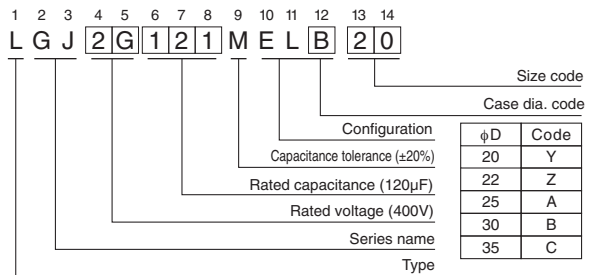 1 2 3 4 5 6 7 8 9 10 11 12 13 14
L G J 2 G 1 2 1 M E L B 2 0
Size code
Case dia. code
Configuration
Capacitance tolerance (±20%)
Rated capacitance (120µF)
Rated voltage (400V)
Series name
Type
ϕD Code
20 Y
22 Z
25 A
30 B
35 C